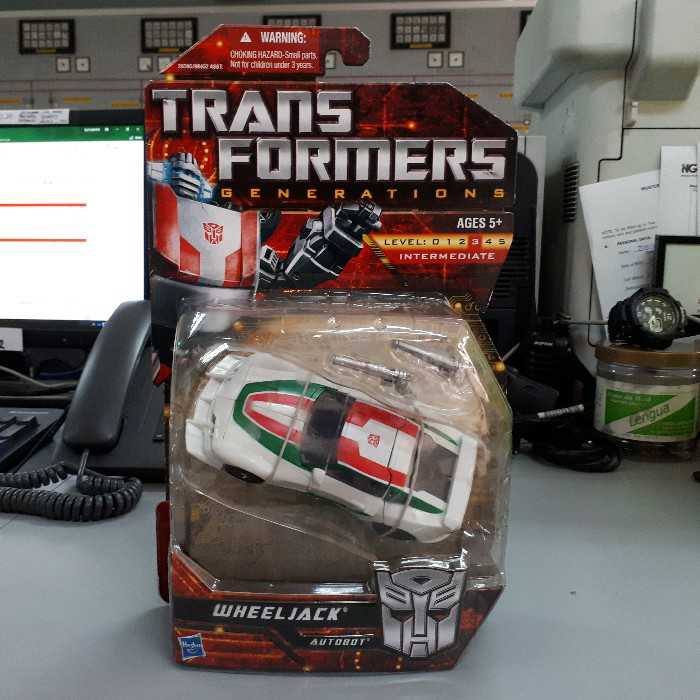 WARNING:
CHOKING HAZARD-Small parts.
Not for children under 3 years.
TRANS
FORMERS
GENERATIONS
AGES 5+
LEVEL: 0 1 2 3 4 5
INTERMEDIATE
NG
Lengua
WHEELJACK
AUTOBOT
Hasbro